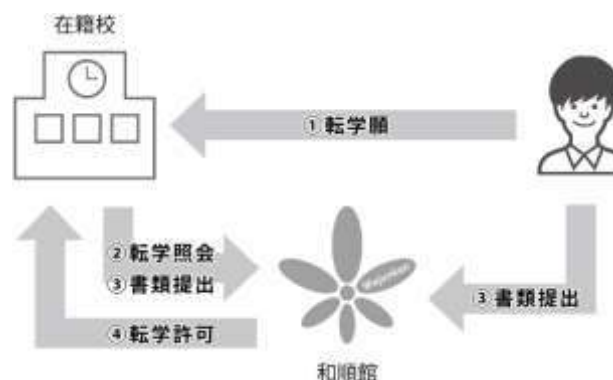 在籍校
①転学願
②転学照会
③書類提出
③書類提出
④転学許可
和順館